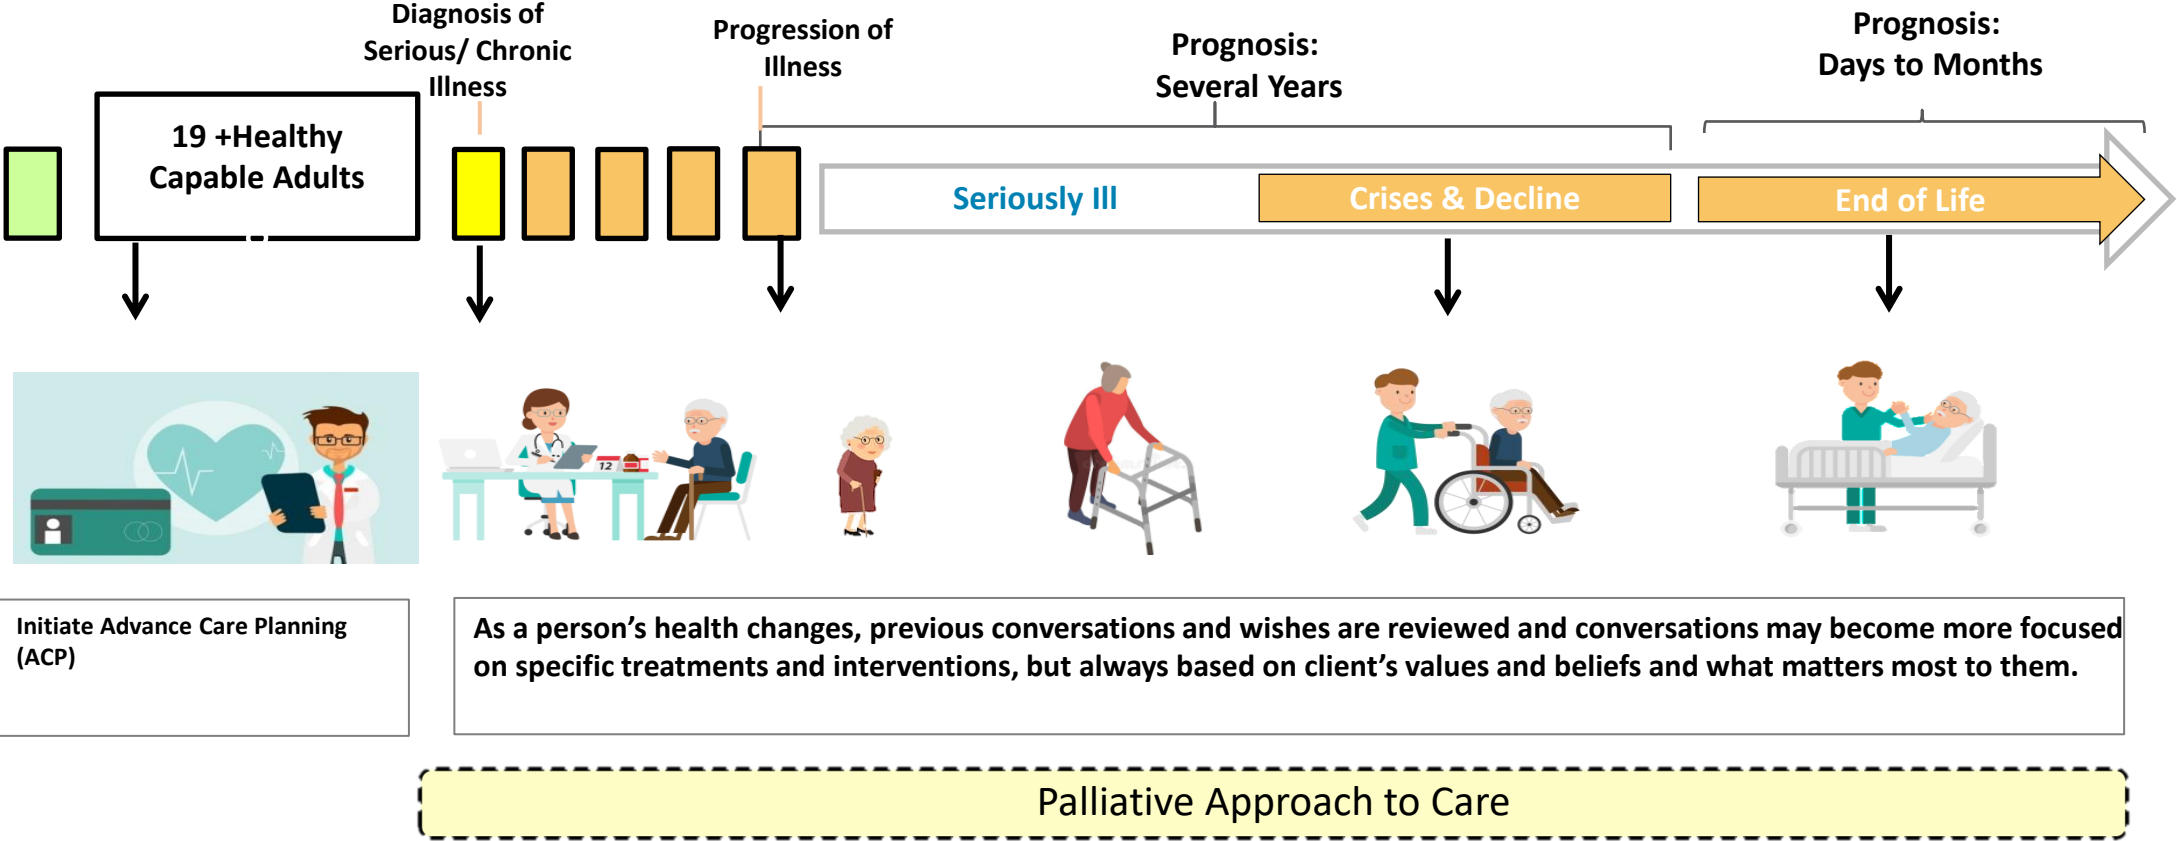 Diagnosis of
Serious/ Chronic
Illness
Progression of
Illness
Prognosis:
Several Years
Prognosis:
Days to Months
19 +Healthy
Capable Adults
Seriously Ill
Crises & Decline
End of Life
12
Initiate Advance Care Planning
(ACP)
As a person’s health changes, previous conversations and wishes are reviewed and conversations may become more focused
on specific treatments and interventions, but always based on client’s values and beliefs and what matters most to them.
Palliative Approach to Care